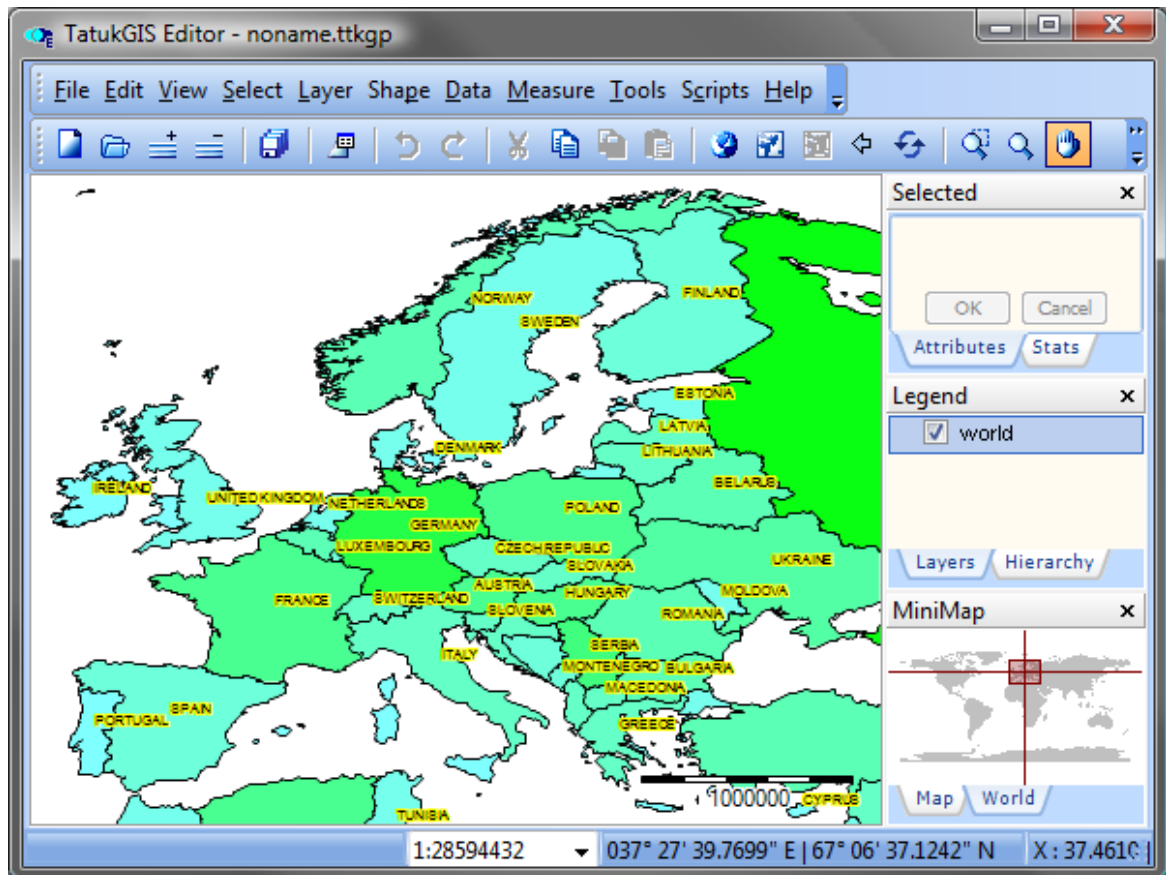 TatukGIS Editor - noname.ttkgp
File Edit View Select Layer Shape Data Measure Tools Scripts Help
Selected
OK Cancel
Attributes Stats
Legend
world
Layers Hierarchy
MiniMap
Map World
NORWAY
FINLAND
SWEDEN
ESTONIA
LATVIA
DENMARK
LITHUANIA
BELARUS
IRELAND
UNITED KINGDOM
NETHERLANDS
POLAND
GERMANY
LUXEMBOURG
CZECH REPUBLIC
UKRAINE
SLOVAKIA
AUSTRIA
HUNGARY
MOLDOVA
FRANCE
SWITZERLAND
SLOVENIA
ROMANIA
SERBIA
ITALY
MONTENEGRO
BULGARIA
MACEDONIA
SPAIN
PORTUGAL
GREECE
1000000
CYPRUS
TUNISIA
1:28594432
037° 27' 39.7699" E | 67° 06' 37.1242" N
X : 37.4610